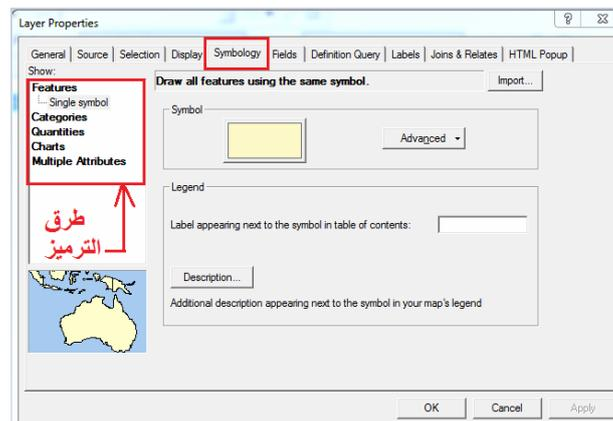 Layer Properties
General Source Selection Display Symbology Fields Definition Query Labels Joins & Relates HTML Popup
Show:
Features
Single symbol
Categories
Quantities
Charts
Multiple Attributes
طرق
الترميز
Draw all features using the same symbol.
Import...
Symbol
Advanced
Legend
Label appearing next to the symbol in table of contents:
Description...
Additional description appearing next to the symbol in your map's legend
OK Cancel Apply